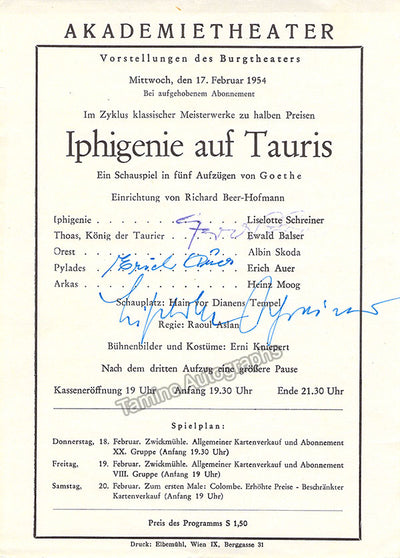 AKADEMIETHEATER
Vorstellungen des Burgtheaters
Mittwoch, den 17. Februar 1954
Bei aufgehobenem Abonnement
Im Zyklus klassischer Meisterwerke zu halben Preisen
Iphigenie auf Tauris
Ein Schauspiel in fünf Aufzügen von Goethe
Einrichtung von Richard Beer-Hofmann
Iphigenie . . . . . . . . . . Liselotte Schreiner
Thoas, König der Taurier . . . . Ewald Balser
Orest . . . . . . . . . . Albin Skoda
Pylades . . Erich Auer . . Erich Auer
Arkas . . . . . . . . . . Heinz Moog
Schauplatz: Hain vor Dianens Tempel
Liselotte Schreiner
Regie: Raoul Aslan
Bühnenbilder und Kostüme: Erni Kniepert
Nach dem dritten Aufzug eine größere Pause
Kasseneröffnung 19 Uhr Anfang 19.30 Uhr Ende 21.30 Uhr
Tamino Autographs
Spielplan:
Donnerstag, 18. Februar. Zwickmühle. Allgemeiner Kartenverkauf und Abonnement
XX. Gruppe (Anfang 19.30 Uhr)
Freitag, 19. Februar. Zwickmühle. Allgemeiner Kartenverkauf und Abonnement
VIII. Gruppe (Anfang 19 Uhr)
Samstag, 20. Februar. Zum ersten Male: Colombe. Erhöhte Preise - Beschränkter
Kartenverkauf (Anfang 19 Uhr)
Preis des Programms S 1,50
Druck: Elbemühl, Wien IX, Berggasse 31